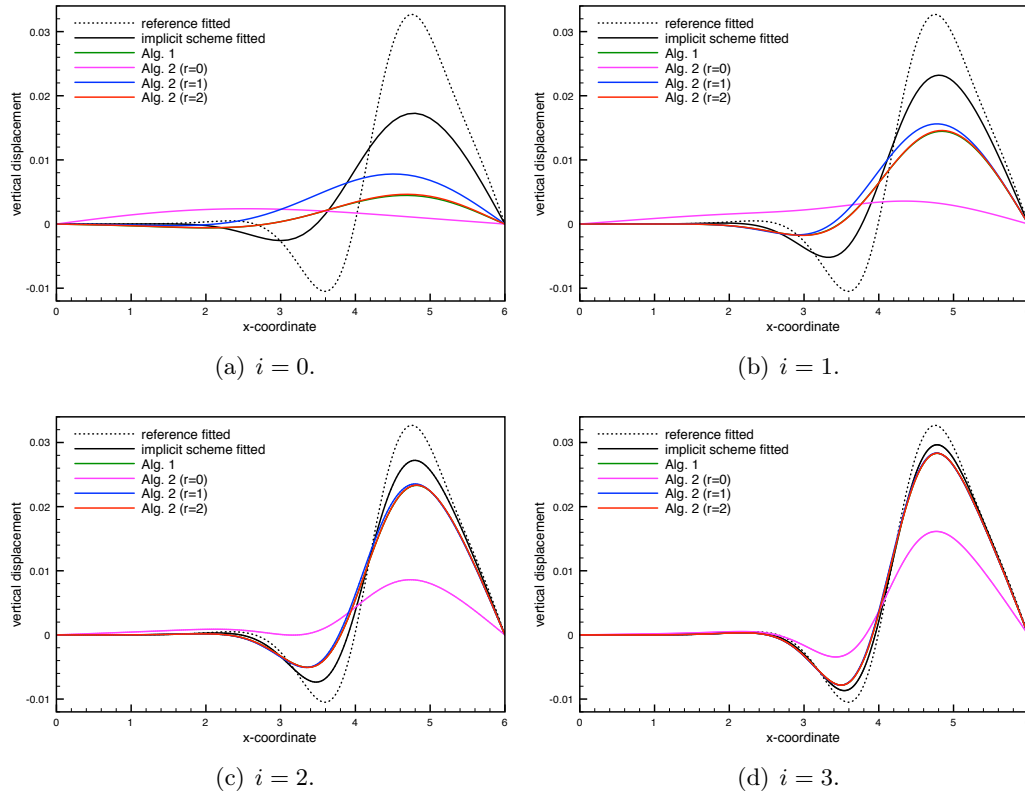 reference fitted
implicit scheme fitted
Alg. 1
Alg. 2 (r=0)
Alg. 2 (r=1)
Alg. 2 (r=2)
vertical displacement
0.03
0.02
0.01
0
-0.01
0 1 2 3 4 5 6
x-coordinate
(a) i = 0.
reference fitted
implicit scheme fitted
Alg. 1
Alg. 2 (r=0)
Alg. 2 (r=1)
Alg. 2 (r=2)
vertical displacement
0.03
0.02
0.01
0
-0.01
0 1 2 3 4 5
x-coordinate
(b) i = 1.
reference fitted
implicit scheme fitted
Alg. 1
Alg. 2 (r=0)
Alg. 2 (r=1)
Alg. 2 (r=2)
vertical displacement
0.03
0.02
0.01
0
-0.01
0 1 2 3 4 5 6
x-coordinate
(c) i = 2.
reference fitted
implicit scheme fitted
Alg. 1
Alg. 2 (r=0)
Alg. 2 (r=1)
Alg. 2 (r=2)
vertical displacement
0.03
0.02
0.01
0
-0.01
0 1 2 3 4 5
x-coordinate
(d) i = 3.